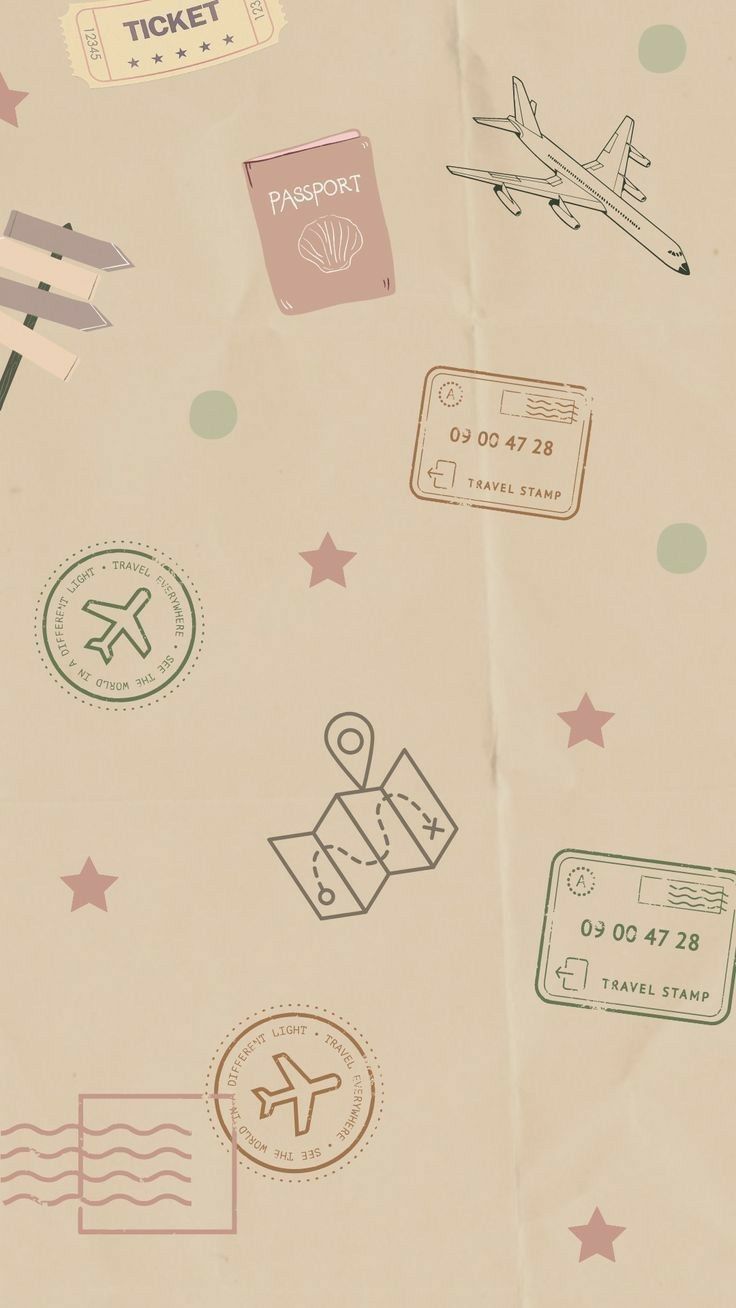 TICKET
12345
123
PASSPORT
A
09 00 47 28
TRAVEL STAMP
TRAVEL EVERYWHERE • SEE THE WORLD IN A DIFFERENT LIGHT •
A
09 00 47 28
TRAVEL STAMP
TRAVEL EVERYWHERE • SEE THE WORLD IN A DIFFERENT LIGHT •